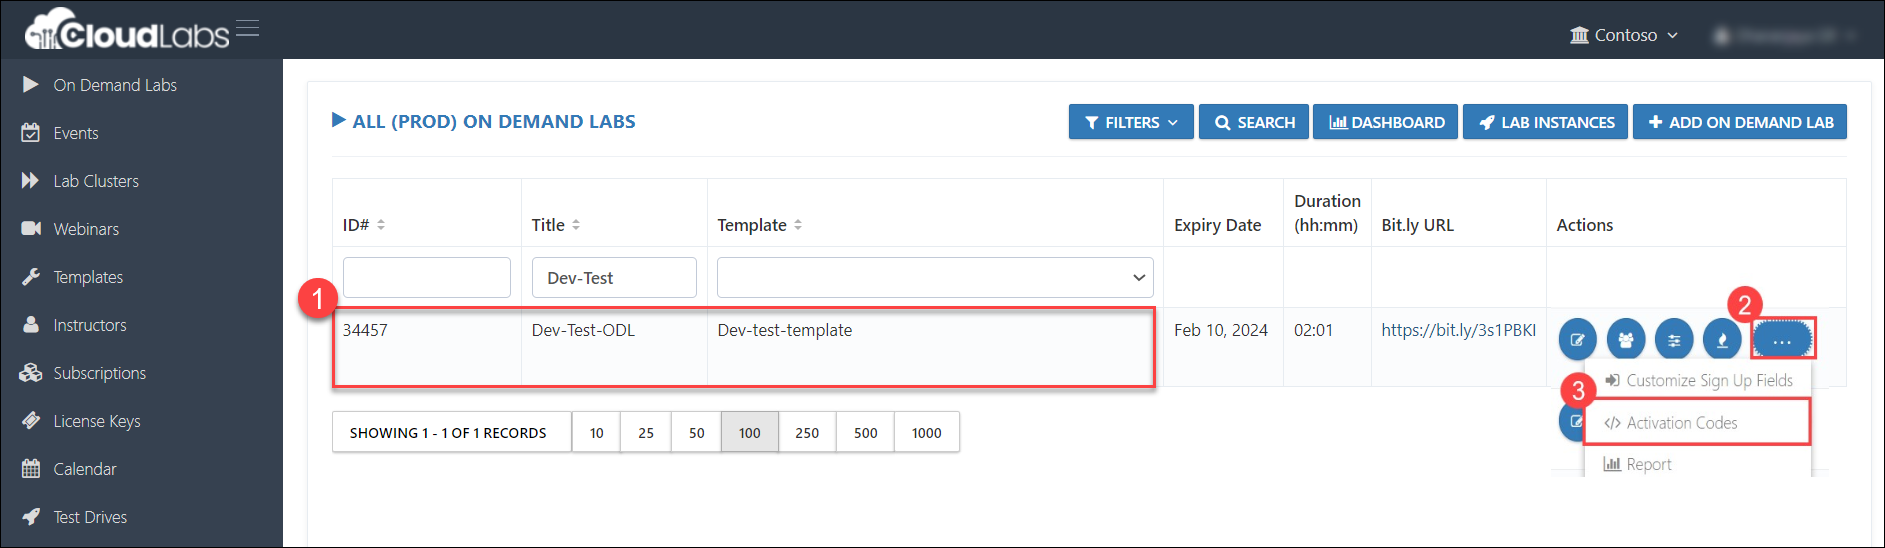 CloudLabs
Contoso
On Demand Labs
Events
Lab Clusters
Webinars
Templates
Instructors
Subscriptions
License Keys
Calendar
Test Drives
ALL (PROD) ON DEMAND LABS
FILTERS
SEARCH
DASHBOARD
LAB INSTANCES
ADD ON DEMAND LAB
ID# Title Template Expiry Date Duration (hh:mm) Bit.ly URL Actions
Dev-Test
1
34457 Dev-Test-ODL Dev-test-template Feb 10, 2024 02:01 https://bit.ly/3s1PBKI
2
...
Customize Sign Up Fields
3
Activation Codes
Report
SHOWING 1 - 1 OF 1 RECORDS 10 25 50 100 250 500 1000